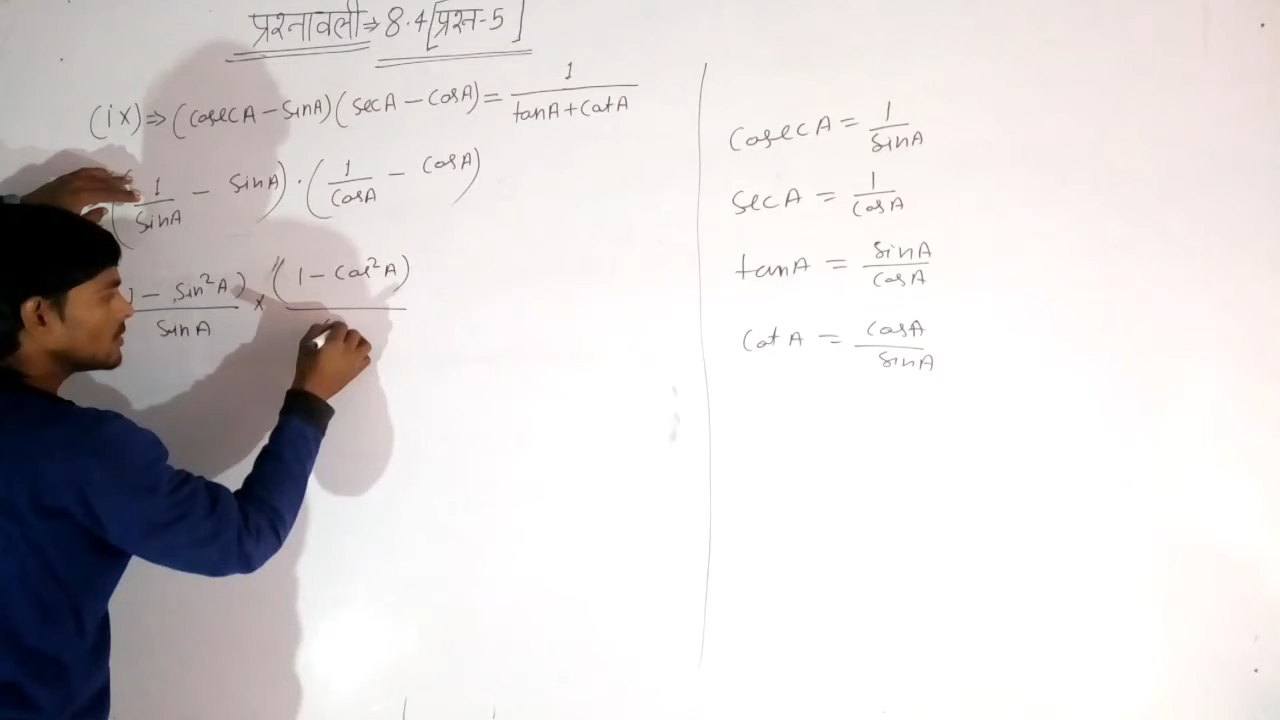 प्रश्नावली⇒ 8.4[प्रश्न-5]
(ix)⇒ (CosecA - SinA)(SecA - CosA) = 1/(tanA + CotA)
(1/SinA - SinA) · (1/CosA - CosA)
1 - Sin²A)/SinA × (1 - Cos²A)
CosecA = 1/SinA
SecA = 1/CosA
tanA = SinA/CosA
CotA = CosA/SinA